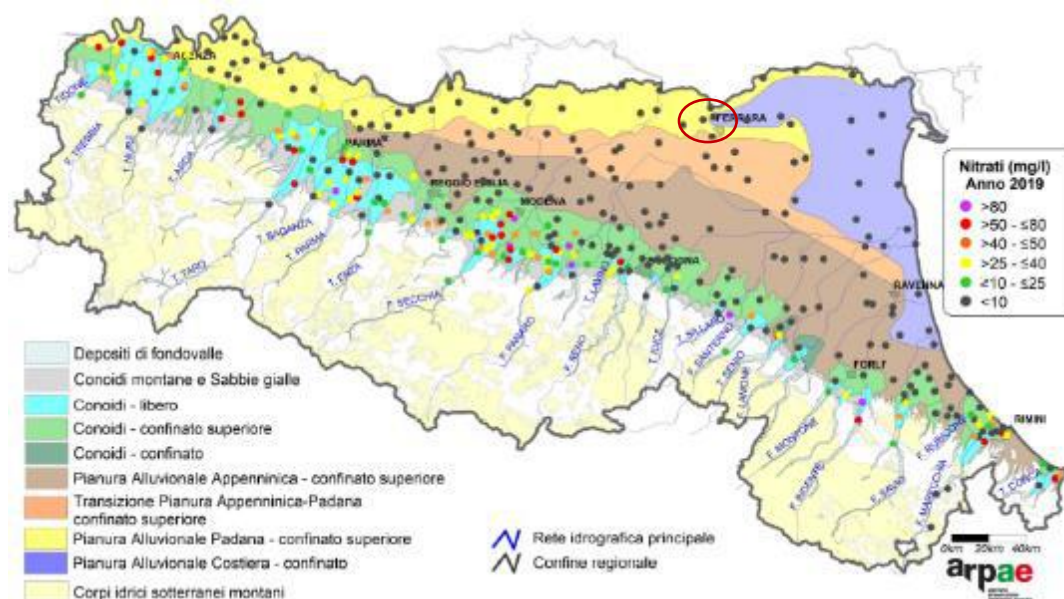 PIACENZA
FERRARA
PARMA
REGGIO EMILIA
MODENA
BOLOGNA
RAVENNA
FORLI'
RIMINI
TIDONE
F. TREBBIA
T. NURE
T. ARDA
F. TARO
T. BAGANZA
T. PARMA
T. ENZA
F. SECCHIA
F. PANARO
F. RENO
T. IDICE
T. SILLARO
F. SANTERNO
T. SENIO
F. LAMONE
F. MONTONE
F. BIDENTE
F. SAVIO
F. RUBICONE
F. MARECCHIA
T. CONCA
Nitrati (mg/l)
Anno 2019
>80
>50 - ≤80
>40 - ≤50
>25 - ≤40
≥10 - ≤25
<10
Depositi di fondovalle
Conoidi montane e Sabbie gialle
Conoidi - libero
Conoidi - confinato superiore
Conoidi - confinato
Pianura Alluvionale Appenninica - confinato superiore
Transizione Pianura Appenninica-Padana
confinato superiore
Pianura Alluvionale Padana - confinato superiore
Pianura Alluvionale Costiera - confinato
Corpi idrici sotterranei montani
Rete idrografica principale
Confine regionale
0km 20km 40km
arpae